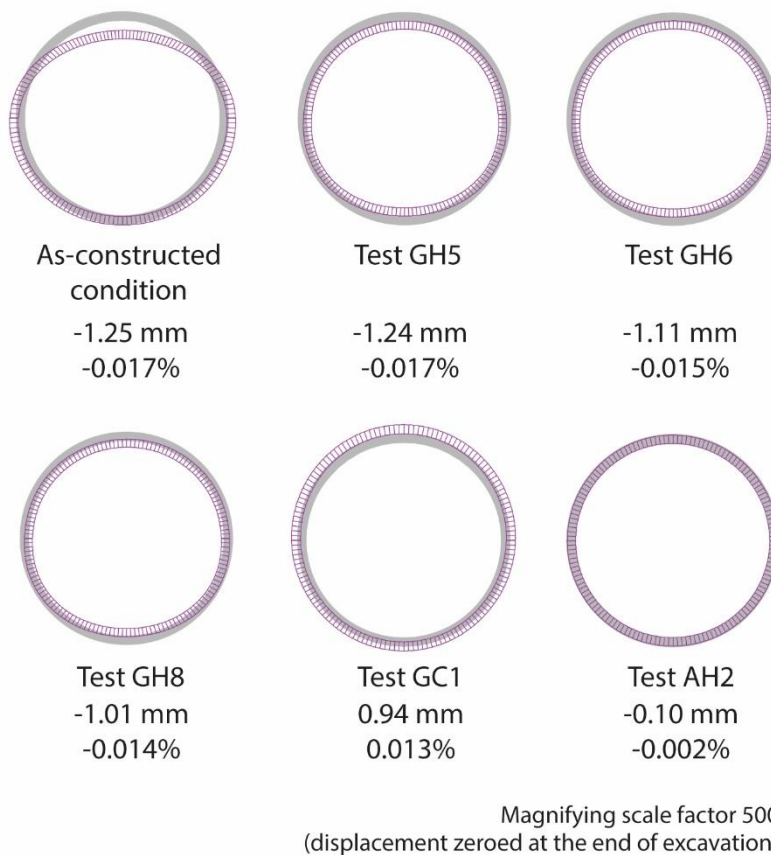 As-constructed
condition
-1.25 mm
-0.017%
Test GH5
-1.24 mm
-0.017%
Test GH6
-1.11 mm
-0.015%
Test GH8
-1.01 mm
-0.014%
Test GC1
0.94 mm
0.013%
Test AH2
-0.10 mm
-0.002%
Magnifying scale factor 500
(displacement zeroed at the end of excavation